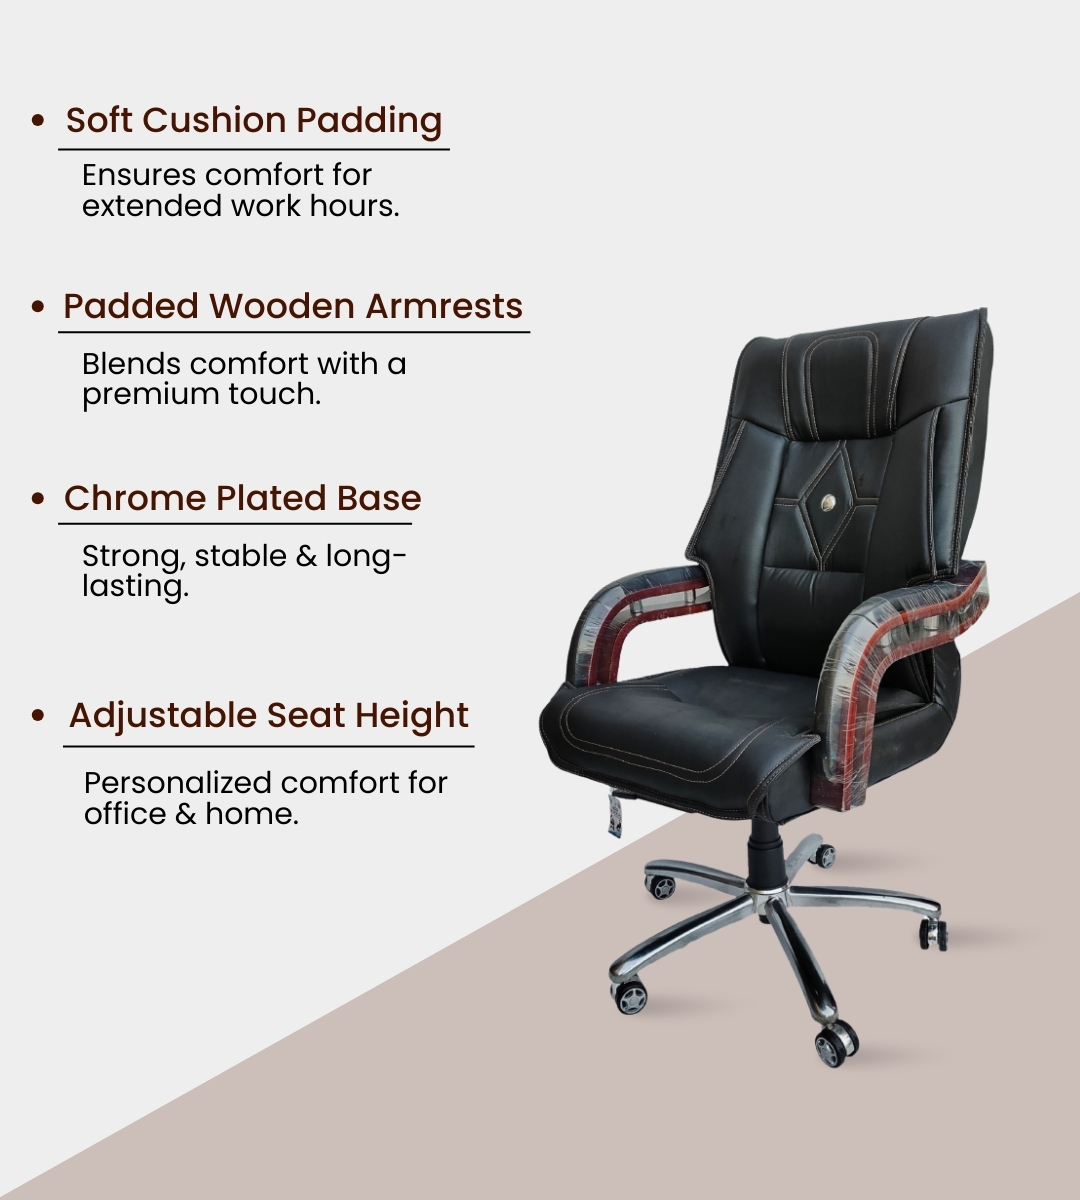 Soft Cushion Padding
Ensures comfort for
extended work hours.
Padded Wooden Armrests
Blends comfort with a
premium touch.
Chrome Plated Base
Strong, stable & long-
lasting.
Adjustable Seat Height
Personalized comfort for
office & home.